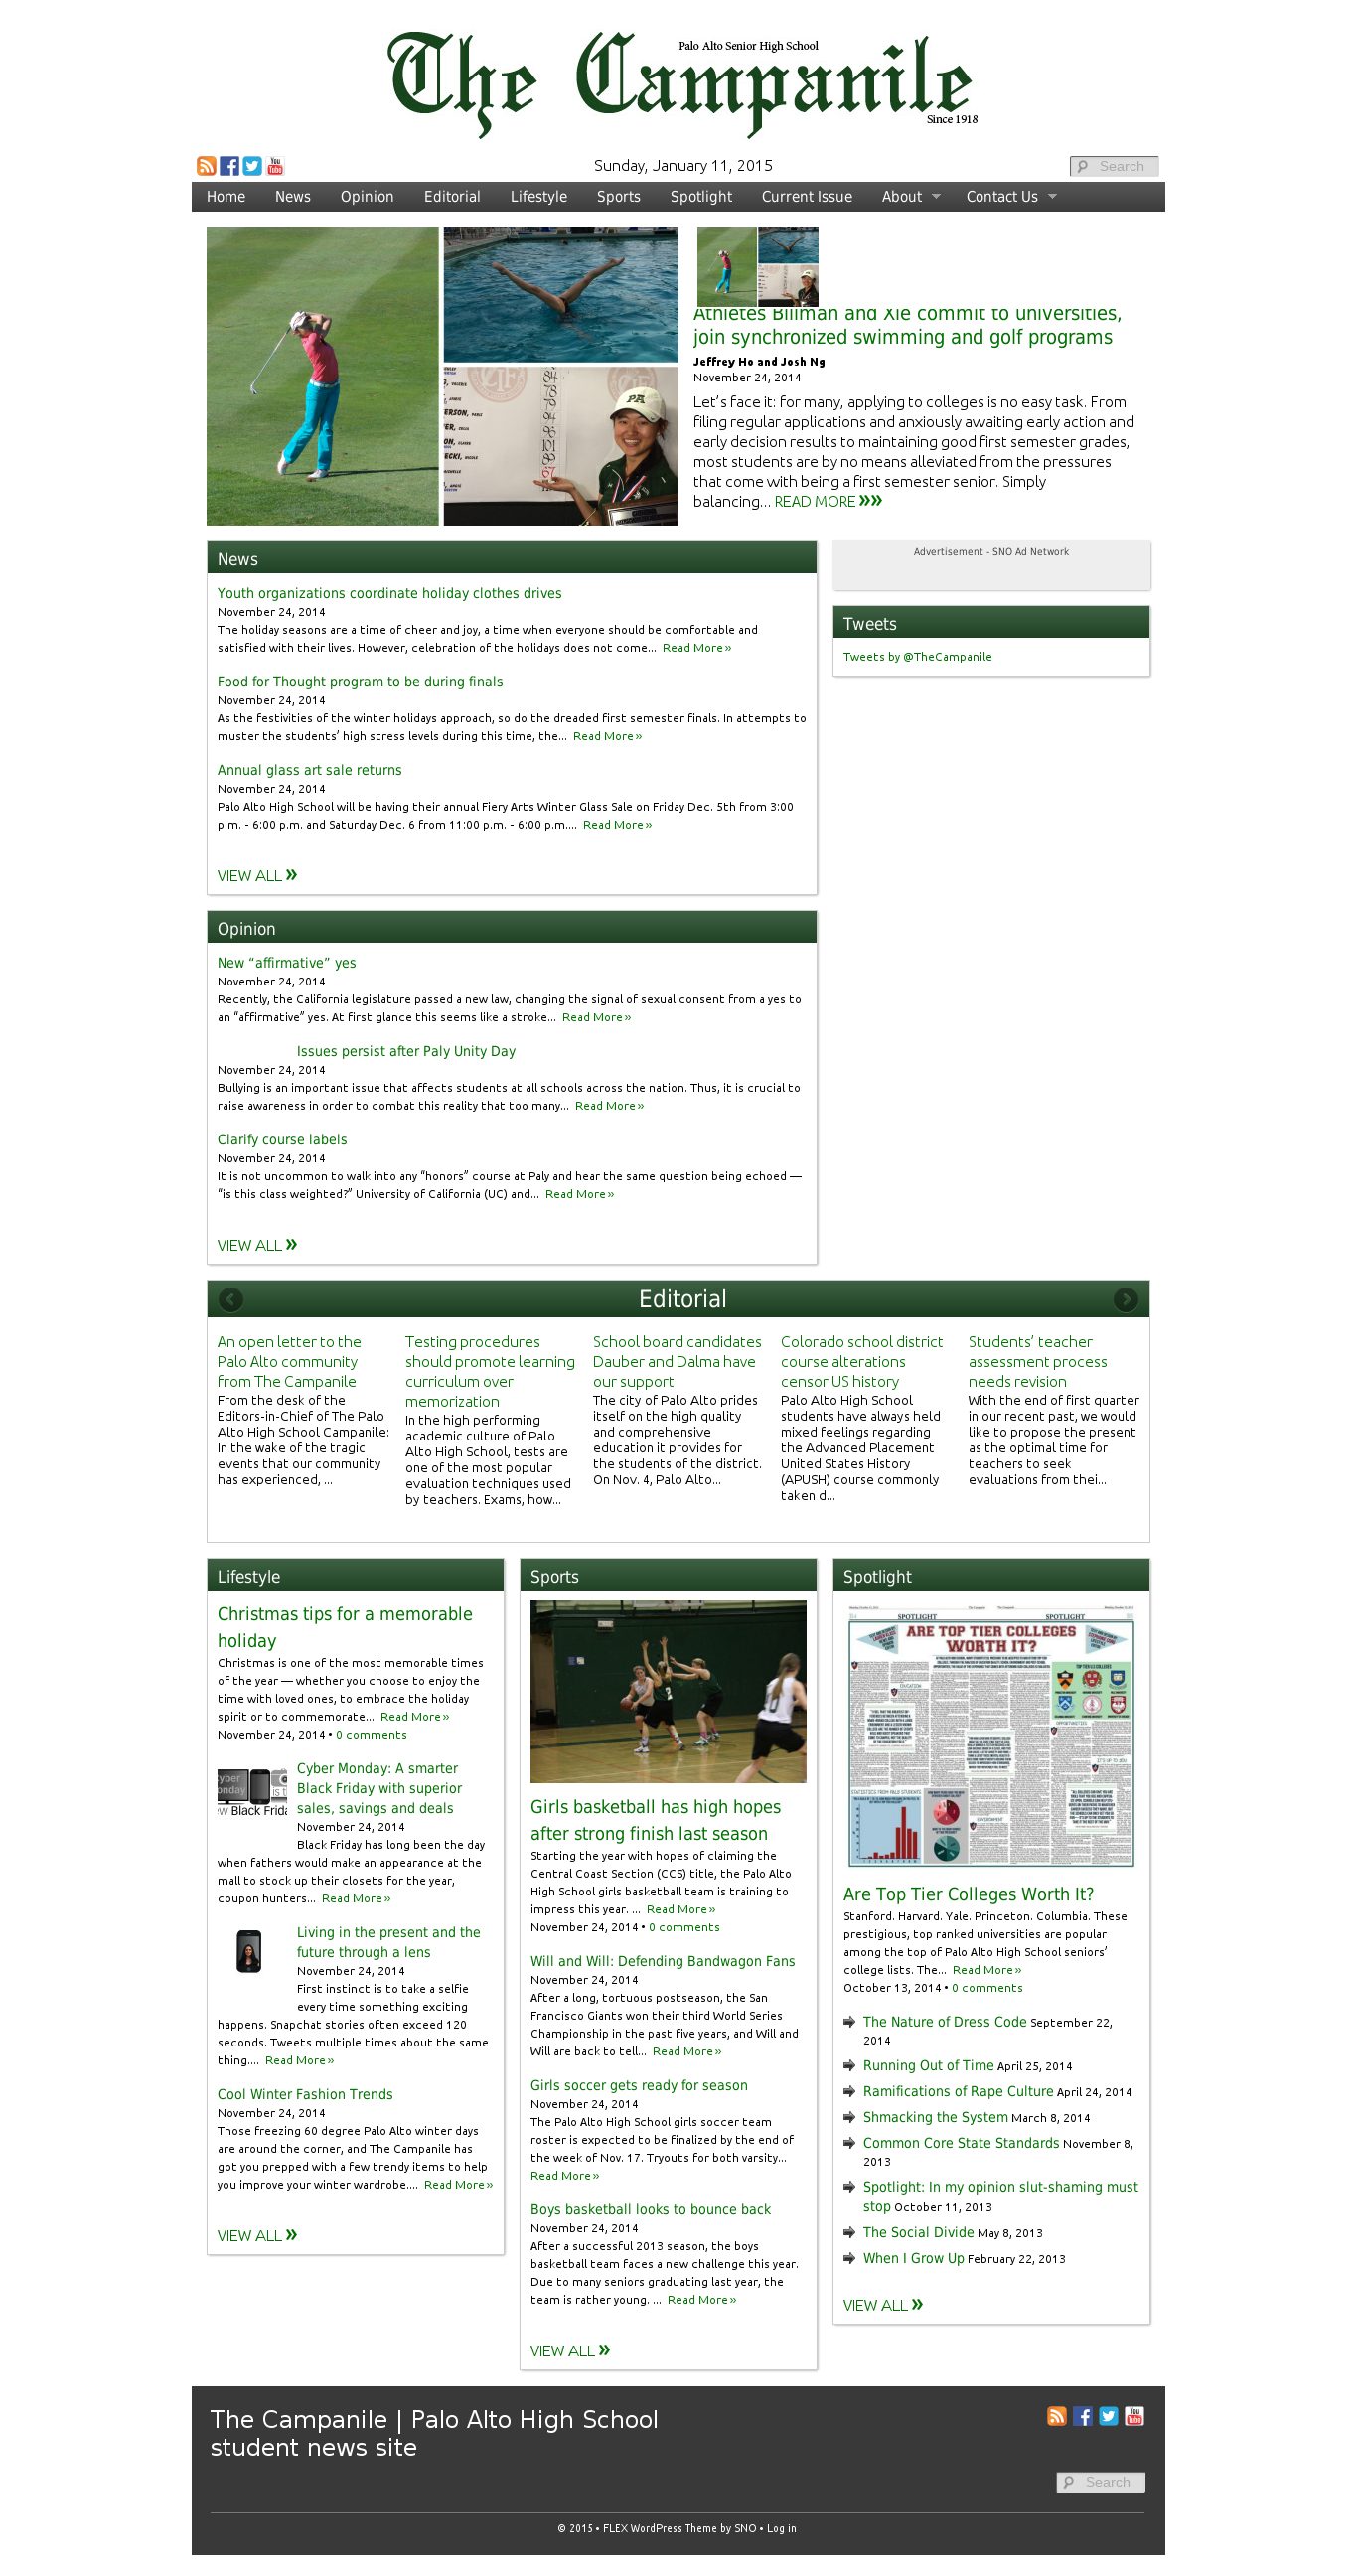 The Campanile
Palo Alto Senior High School
Since 1918
Sunday, January 11, 2015
Search
Home News Opinion Editorial Lifestyle Sports Spotlight Current Issue About Contact Us
Athletes Billman and Xie commit to universities,
join synchronized swimming and golf programs
Jeffrey Ho and Josh Ng
November 24, 2014
Let's face it: for many, applying to colleges is no easy task. From
filing regular applications and anxiously awaiting early action and
early decision results to maintaining good first semester grades,
most students are by no means alleviated from the pressures
that come with being a first semester senior. Simply
balancing... READ MORE »»
News
Youth organizations coordinate holiday clothes drives
November 24, 2014
The holiday seasons are a time of cheer and joy, a time when everyone should be comfortable and
satisfied with their lives. However, celebration of the holidays does not come... Read More »
Food for Thought program to be during finals
November 24, 2014
As the festivities of the winter holidays approach, so do the dreaded first semester finals. In attempts to
muster the students' high stress levels during this time, the... Read More »
Annual glass art sale returns
November 24, 2014
Palo Alto High School will be having their annual Fiery Arts Winter Glass Sale on Friday Dec. 5th from 3:00
p.m. - 6:00 p.m. and Saturday Dec. 6 from 11:00 p.m. - 6:00 p.m.... Read More »
VIEW ALL »
Advertisement - SNO Ad Network
Tweets
Tweets by @TheCampanile
Opinion
New “affirmative” yes
November 24, 2014
Recently, the California legislature passed a new law, changing the signal of sexual consent from a yes to
an “affirmative” yes. At first glance this seems like a stroke... Read More »
Issues persist after Paly Unity Day
November 24, 2014
Bullying is an important issue that affects students at all schools across the nation. Thus, it is crucial to
raise awareness in order to combat this reality that too many... Read More »
Clarify course labels
November 24, 2014
It is not uncommon to walk into any “honors” course at Paly and hear the same question being echoed —
“is this class weighted?” University of California (UC) and... Read More »
VIEW ALL »
Editorial
An open letter to the
Palo Alto community
from The Campanile
From the desk of the
Editors-in-Chief of The Palo
Alto High School Campanile:
In the wake of the tragic
events that our community
has experienced, ...
Testing procedures
should promote learning
curriculum over
memorization
In the high performing
academic culture of Palo
Alto High School, tests are
one of the most popular
evaluation techniques used
by teachers. Exams, how...
School board candidates
Dauber and Dalma have
our support
The city of Palo Alto prides
itself on the high quality
and comprehensive
education it provides for
the students of the district.
On Nov. 4, Palo Alto...
Colorado school district
course alterations
censor US history
Palo Alto High School
students have always held
mixed feelings regarding
the Advanced Placement
United States History
(APUSH) course commonly
taken d...
Students' teacher
assessment process
needs revision
With the end of first quarter
in our recent past, we would
like to propose the present
as the optimal time for
teachers to seek
evaluations from thei...
Lifestyle
Christmas tips for a memorable
holiday
Christmas is one of the most memorable times
of the year — whether you choose to enjoy the
time with loved ones, to embrace the holiday
spirit or to commemorate... Read More »
November 24, 2014 • 0 comments
Cyber Monday: A smarter
Black Friday with superior
sales, savings and deals
November 24, 2014
Black Friday has long been the day
when fathers would make an appearance at the
mall to stock up their closets for the year,
coupon hunters... Read More »
Living in the present and the
future through a lens
November 24, 2014
First instinct is to take a selfie
every time something exciting
happens. Snapchat stories often exceed 120
seconds. Tweets multiple times about the same
thing.... Read More »
Cool Winter Fashion Trends
November 24, 2014
Those freezing 60 degree Palo Alto winter days
are around the corner, and The Campanile has
got you prepped with a few trendy items to help
you improve your winter wardrobe.... Read More »
VIEW ALL »
Sports
Girls basketball has high hopes
after strong finish last season
Starting the year with hopes of claiming the
Central Coast Section (CCS) title, the Palo Alto
High School girls basketball team is training to
impress this year. ... Read More »
November 24, 2014 • 0 comments
Will and Will: Defending Bandwagon Fans
November 24, 2014
After a long, tortuous postseason, the San
Francisco Giants won their third World Series
Championship in the past five years, and Will and
Will are back to tell... Read More »
Girls soccer gets ready for season
November 24, 2014
The Palo Alto High School girls soccer team
roster is expected to be finalized by the end of
the week of Nov. 17. Tryouts for both varsity...
Read More »
Boys basketball looks to bounce back
November 24, 2014
After a successful 2013 season, the boys
basketball team faces a new challenge this year.
Due to many seniors graduating last year, the
team is rather young. ... Read More »
VIEW ALL »
Spotlight
SPOTLIGHT SPOTLIGHT
ARE TOP TIER COLLEGES
WORTH IT?
Are Top Tier Colleges Worth It?
Stanford. Harvard. Yale. Princeton. Columbia. These
prestigious, top ranked universities are popular
among the top of Palo Alto High School seniors'
college lists. The... Read More »
October 13, 2014 • 0 comments
The Nature of Dress Code September 22,
2014
Running Out of Time April 25, 2014
Ramifications of Rape Culture April 24, 2014
Shmacking the System March 8, 2014
Common Core State Standards November 8,
2013
Spotlight: In my opinion slut-shaming must
stop October 11, 2013
The Social Divide May 8, 2013
When I Grow Up February 22, 2013
VIEW ALL »
The Campanile | Palo Alto High School
student news site
Search
© 2015 • FLEX WordPress Theme by SNO • Log in